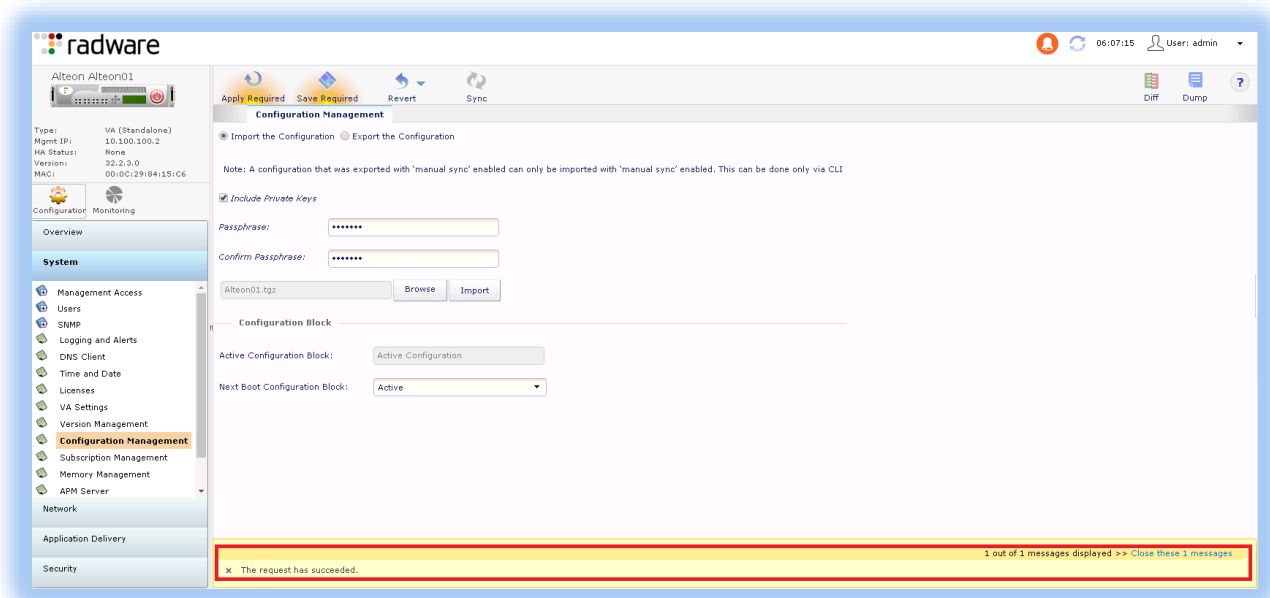 radware
06:07:15 User: admin
Alteon Alteon01
Apply Required Save Required Revert Sync
Diff Dump ?
Configuration Management
Type: VA (Standalone)
Mgmt IP: 10.100.100.2
HA Status: None
Version: 32.2.3.0
MAC: 00:0C:29:84:15:C6
Configuration Monitoring
Overview
System
Management Access
Users
SNMP
Logging and Alerts
DNS Client
Time and Date
Licenses
VA Settings
Version Management
Configuration Management
Subscription Management
Memory Management
APM Server
Network
Application Delivery
Security
Import the Configuration Export the Configuration
Note: A configuration that was exported with 'manual sync' enabled can only be imported with 'manual sync' enabled. This can be done only via CLI
Include Private Keys
Passphrase: •••••••
Confirm Passphrase: •••••••
Alteon01.tgz Browse Import
Configuration Block
Active Configuration Block: Active Configuration
Next Boot Configuration Block: Active
1 out of 1 messages displayed >> Close these 1 messages
x The request has succeeded.